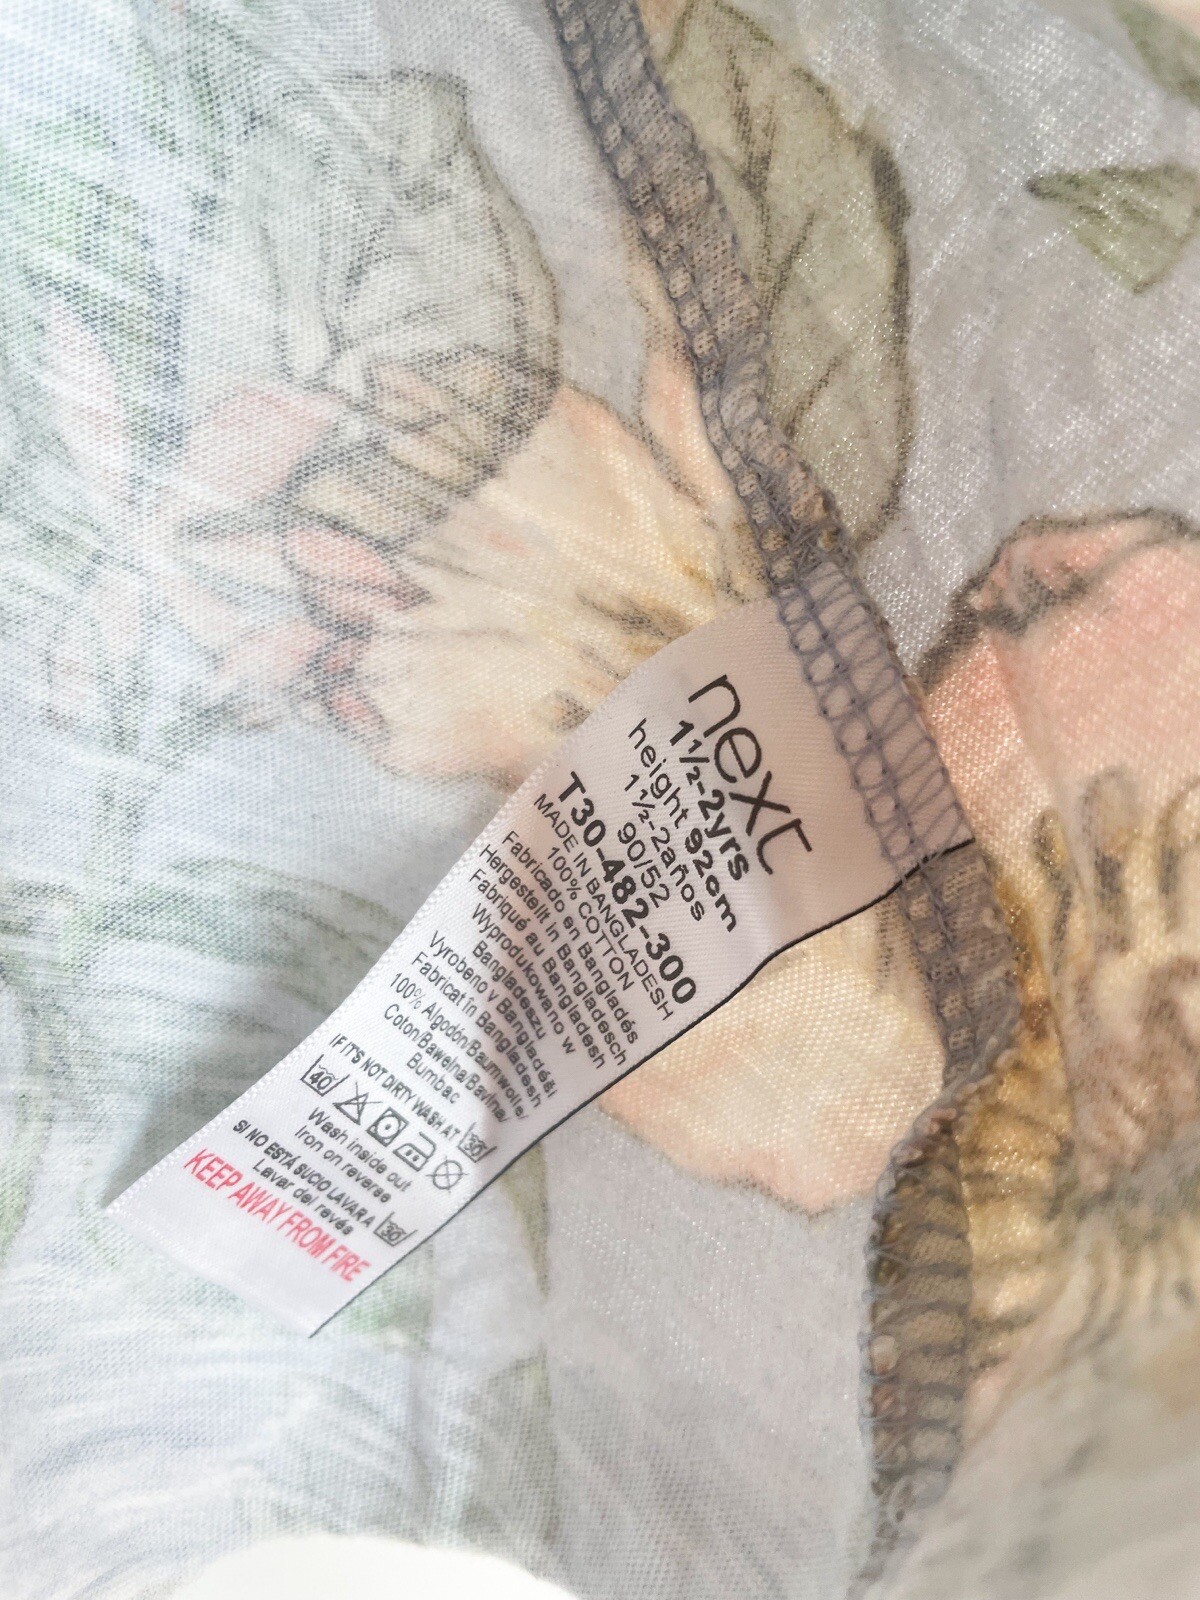 next
1½-2yrs
height 92cm
1½-2años
90/52
T30-482-300
MADE IN BANGLADESH
100% COTTON
Fabricado en Bangladés
Hergestellt in Bangladesch
Fabriqué au Bangladesh
Wyprodukowano w
Bangladeszu
Vyrobeno v Bangladéši
Fabricat în Bangladesh
100% Algodón/Baumwolle/
Coton/Bawełna/Bavlna/
Bumbac
IF IT'S NOT DIRTY WASH AT 30
40
Wash inside out
Iron on reverse
SI NO ESTÁ SUCIO LAVAR A 30
Lavar del revés
KEEP AWAY FROM FIRE